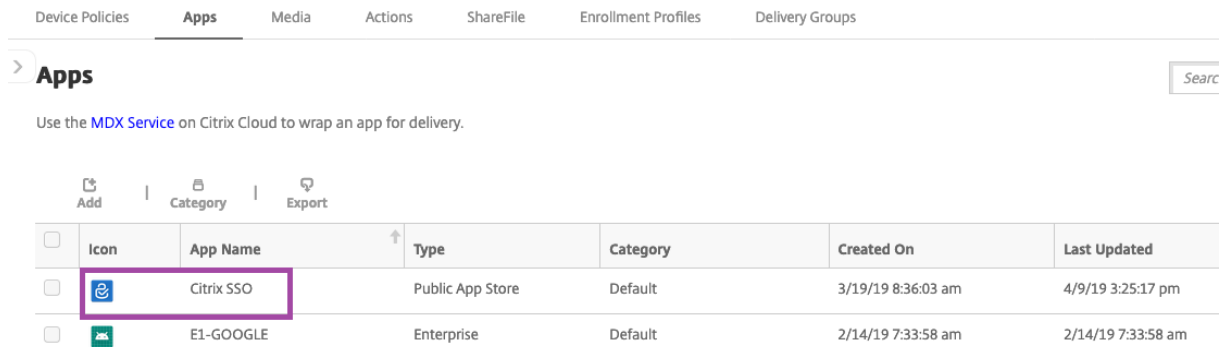 Device Policies Apps Media Actions ShareFile Enrollment Profiles Delivery Groups
Apps
Use the MDX Service on Citrix Cloud to wrap an app for delivery.
Add | Category | Export
Icon App Name Type Category Created On Last Updated
Citrix SSO Public App Store Default 3/19/19 8:36:03 am 4/9/19 3:25:17 pm
E1-GOOGLE Enterprise Default 2/14/19 7:33:58 am 2/14/19 7:33:58 am